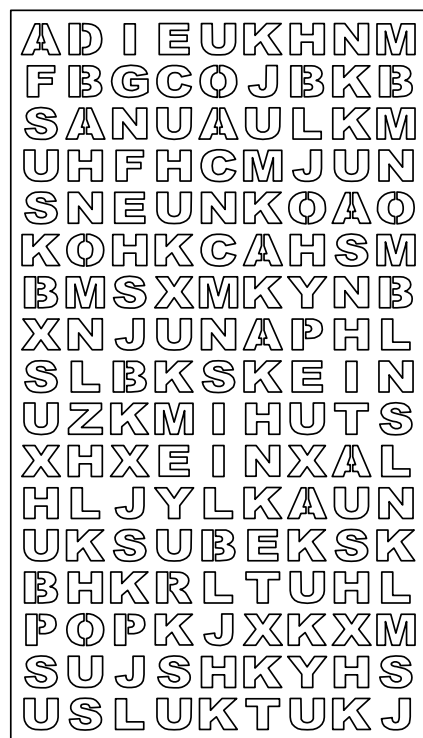 ADIEUKHNM
FBGCOJBKB
SANUAULKM
UHFHCMJUN
SNEUNKOAO
KOHKCAHSM
BMSXMKYNB
XNJUNAPHL
SLBKSKEIN
UZKMIHUTS
XHXEINXAL
HLJYLKAUN
UKSUBEKSK
BHKRLTUHL
POPKJXKXM
SUJSHKYHS
USLUKTUKJ